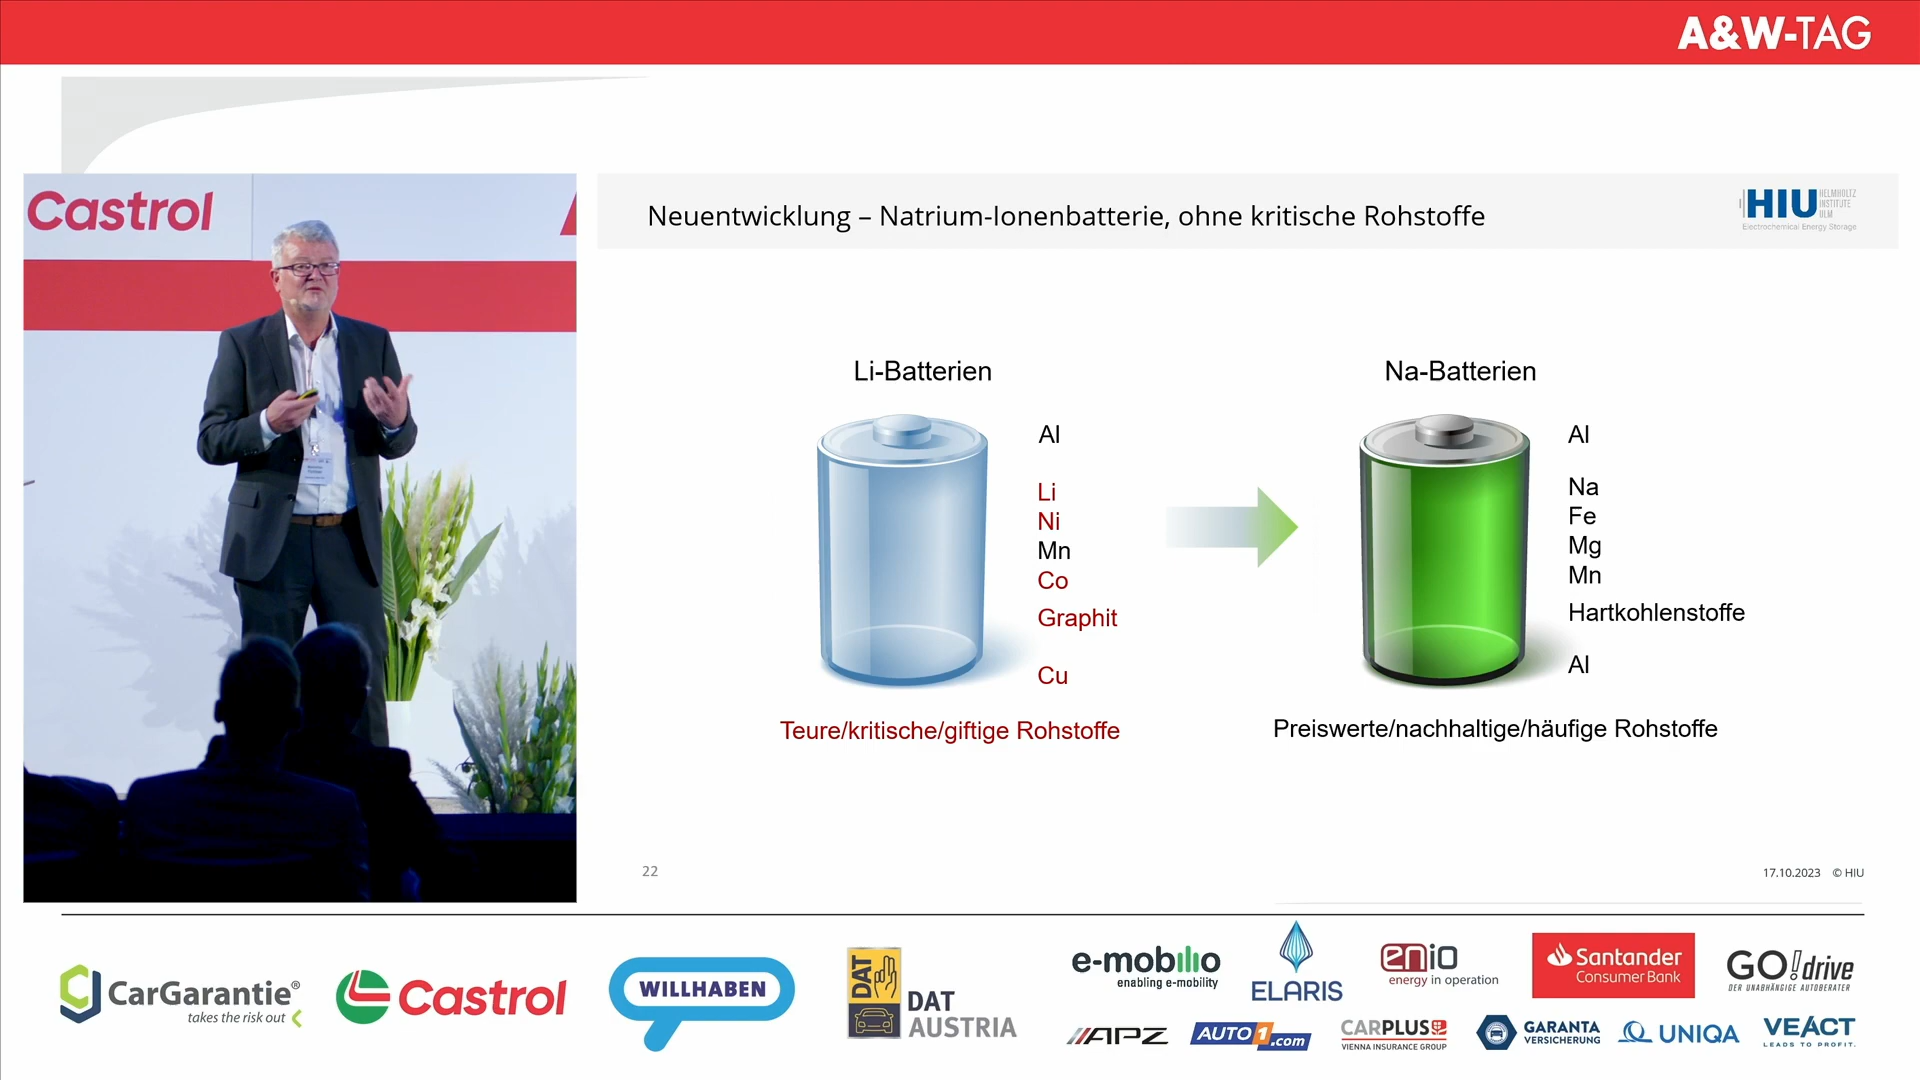 A&W-TAG
Castrol
Neuentwicklung – Natrium-Ionenbatterie, ohne kritische Rohstoffe
HIU
HELMHOLTZ
INSTITUTE
ULM
Electrochemical Energy Storage
Li-Batterien
Al
Li
Ni
Mn
Co
Graphit
Cu
Teure/kritische/giftige Rohstoffe
Na-Batterien
Al
Na
Fe
Mg
Mn
Hartkohlenstoffe
Al
Preiswerte/nachhaltige/häufige Rohstoffe
22
17.10.2023 © HIU
CarGarantie®
takes the risk out
Castrol
WILLHABEN
DAT
DAT
AUSTRIA
e-mobilio
enabling e-mobility
ELARIS
enio
energy in operation
Santander
Consumer Bank
GO!drive
DER UNABHÄNGIGE AUTOBERATER
APZ
AUTO1.com
CARPLUS
VIENNA INSURANCE GROUP
GARANTA
VERSICHERUNG
UNIQA
VEACT
LEADS TO PROFIT.